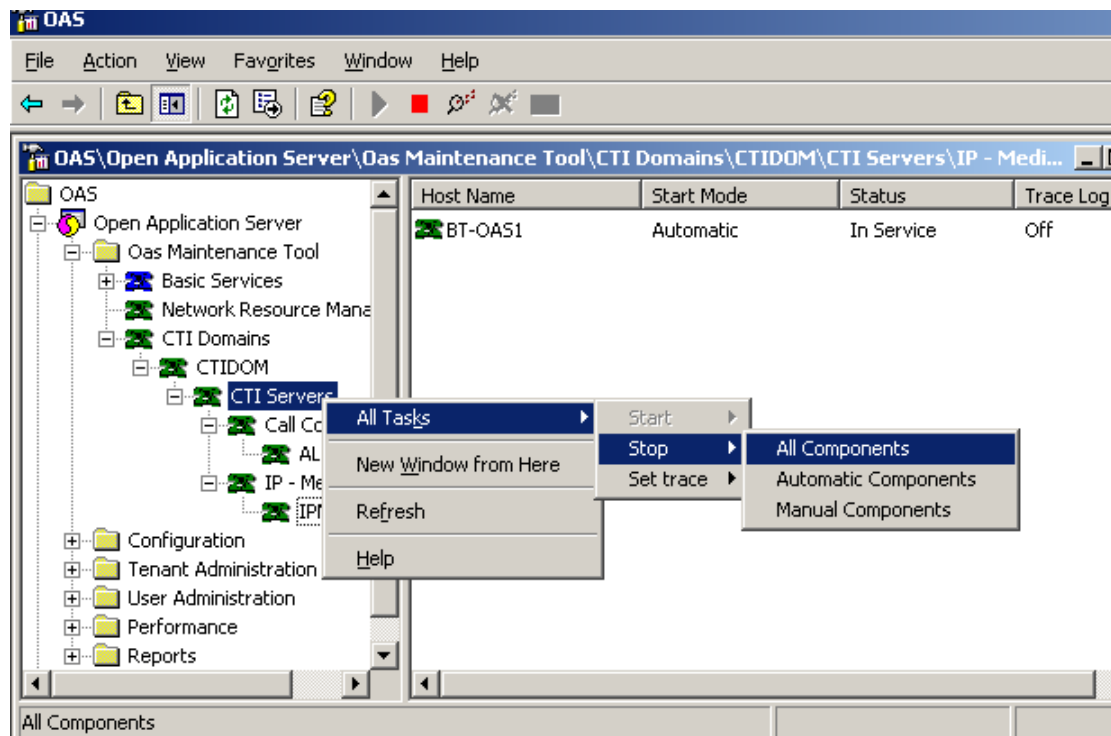 OAS
File Action View Favorites Window Help
OAS\Open Application Server\Oas Maintenance Tool\CTI Domains\CTIDOM\CTI Servers\IP - Medi...
OAS
Open Application Server
Oas Maintenance Tool
Basic Services
Network Resource Mana
CTI Domains
CTIDOM
CTI Servers
Call Co
AL
IP - Me
IPM
Configuration
Tenant Administration
User Administration
Performance
Reports
Host Name Start Mode Status Trace Log
BT-OAS1 Automatic In Service Off
All Tasks
New Window from Here
Refresh
Help
Start
Stop
Set trace
All Components
Automatic Components
Manual Components
All Components